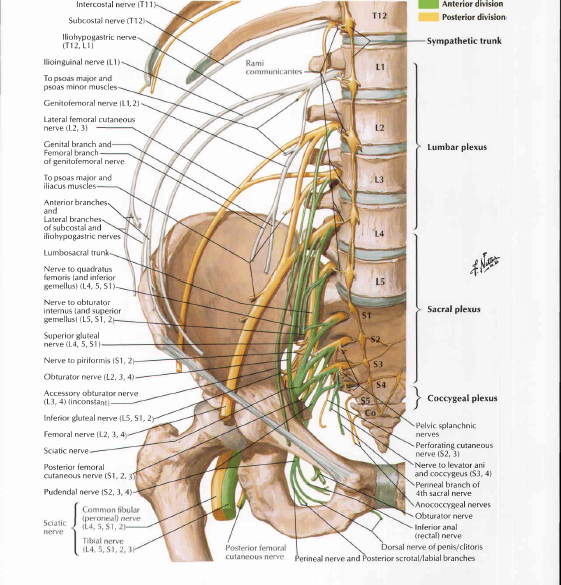 Intercostal nerve (T11)
Subcostal nerve (T12)
Iliohypogastric nerve
(T12, L1)
Ilioinguinal nerve (L1)
To psoas major and
psoas minor muscles
Genitofemoral nerve (L1, 2)
Lateral femoral cutaneous
nerve (L2, 3)
Genital branch and
Femoral branch
of genitofemoral nerve
To psoas major and
iliacus muscles
Anterior branches
and
Lateral branches
of subcostal and
iliohypogastric nerves
Lumbosacral trunk
Nerve to quadratus
femoris (and inferior
gemellus) (L4, 5, S1)
Nerve to obturator
internus (and superior
gemellus) (L5, S1, 2)
Superior gluteal
nerve (L4, 5, S1)
Nerve to piriformis (S1, 2)
Obturator nerve (L2, 3, 4)
Accessory obturator nerve
(L3, 4) (inconstant)
Inferior gluteal nerve (L5, S1, 2)
Femoral nerve (L2, 3, 4)
Sciatic nerve
Posterior femoral
cutaneous nerve (S1, 2, 3)
Pudendal nerve (S2, 3, 4)
Sciatic
nerve
Common fibular
(peroneal) nerve
(L4, 5, S1, 2)
Tibial nerve
(L4, 5, S1, 2, 3)
Rami
communicantes
T12
L1
L2
L3
L4
L5
S1
S2
S3
S4
S5
Co
Anterior division
Posterior division
Sympathetic trunk
Lumbar plexus
F. Netter
Sacral plexus
Coccygeal plexus
Pelvic splanchnic
nerves
Perforating cutaneous
nerve (S2, 3)
Nerve to levator ani
and coccygeus (S3, 4)
Perineal branch of
4th sacral nerve
Anococcygeal nerves
Obturator nerve
Inferior anal
(rectal) nerve
Dorsal nerve of penis/clitoris
Perineal nerve and Posterior scrotal/labial branches
Posterior femoral
cutaneous nerve